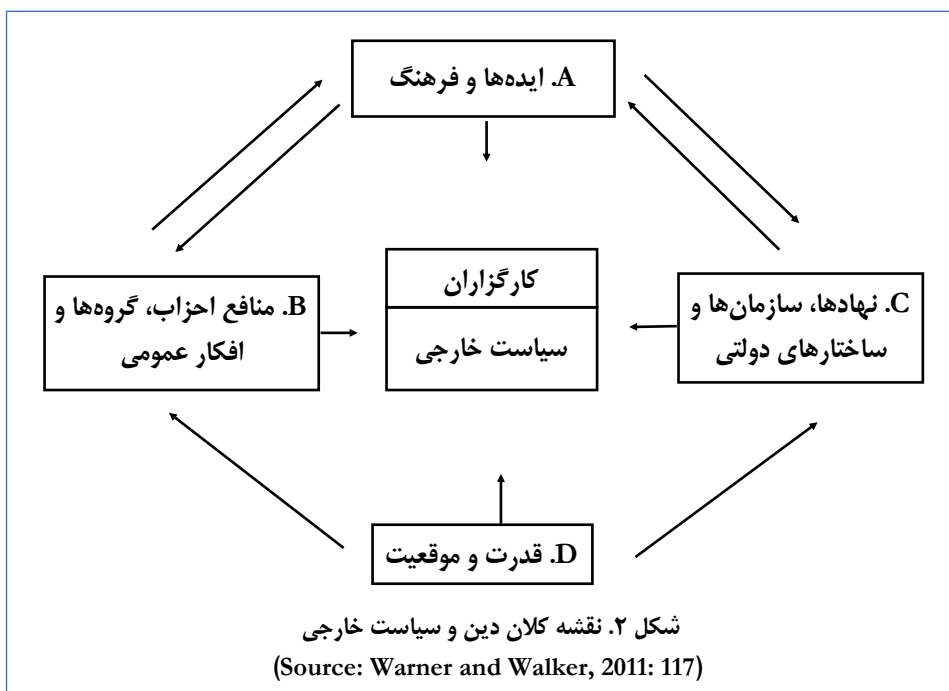 A. ایده‌ها و فرهنگ
کارگزاران
سیاست خارجی
C. نهادها، سازمان‌ها و
ساختارهای دولتی
B. منافع احزاب، گروه‌ها و
افکار عمومی
D. قدرت و موقعیت
شکل ۲. نقشه کلان دین و سیاست خارجی
(Source: Warner and Walker, 2011: 117)